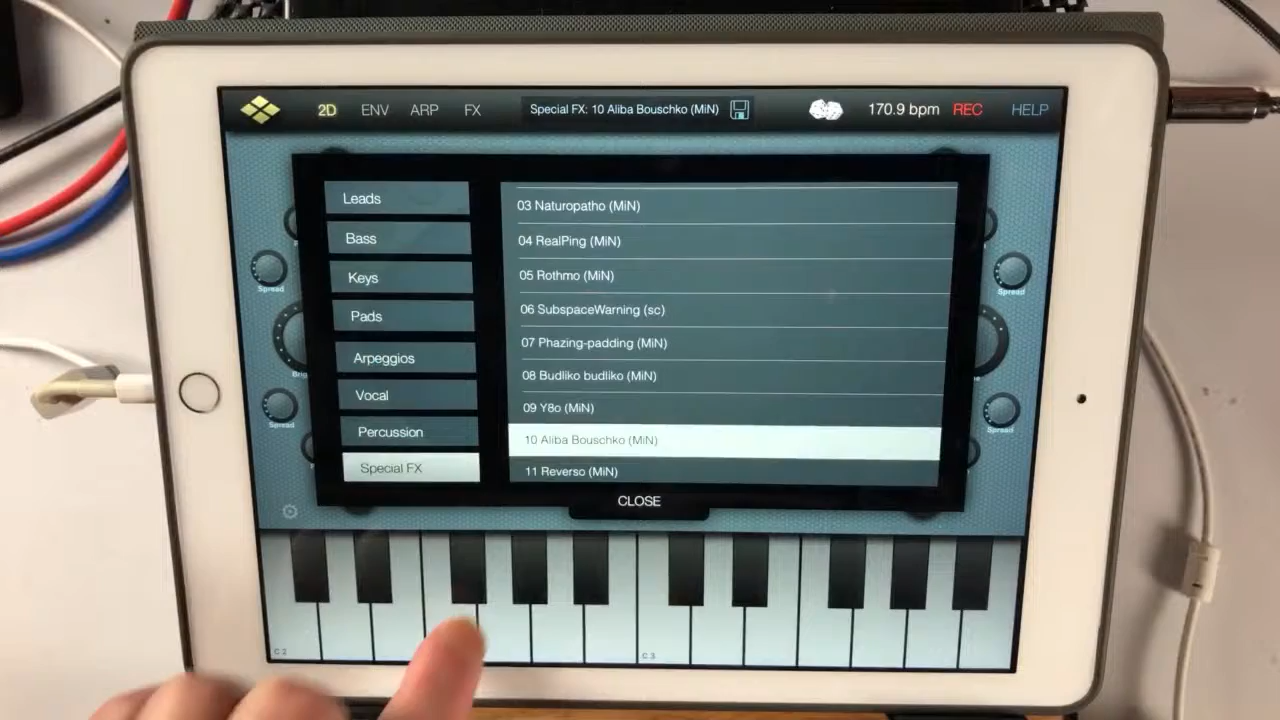 2D ENV ARP FX Special FX: 10 Aliba Bouschko (MiN) 170.9 bpm REC HELP
Leads
Bass
Keys
Pads
Arpeggios
Vocal
Percussion
Special FX
03 Naturopatho (MiN)
04 RealPing (MiN)
05 Rothmo (MiN)
06 SubspaceWarning (sc)
07 Phazing-padding (MiN)
08 Budliko budliko (MiN)
09 Y8o (MiN)
10 Aliba Bouschko (MiN)
11 Reverso (MiN)
CLOSE
Spread
Spread
Spread
Spread
C 2
C 3